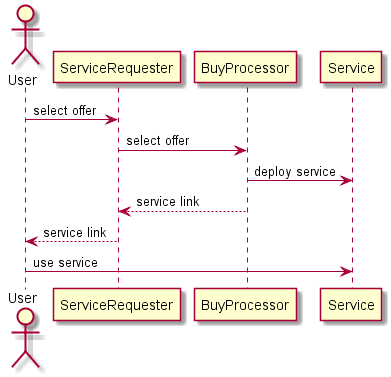 User
ServiceRequester
BuyProcessor
Service
select offer
select offer
deploy service
service link
service link
use service
User
ServiceRequester
BuyProcessor
Service